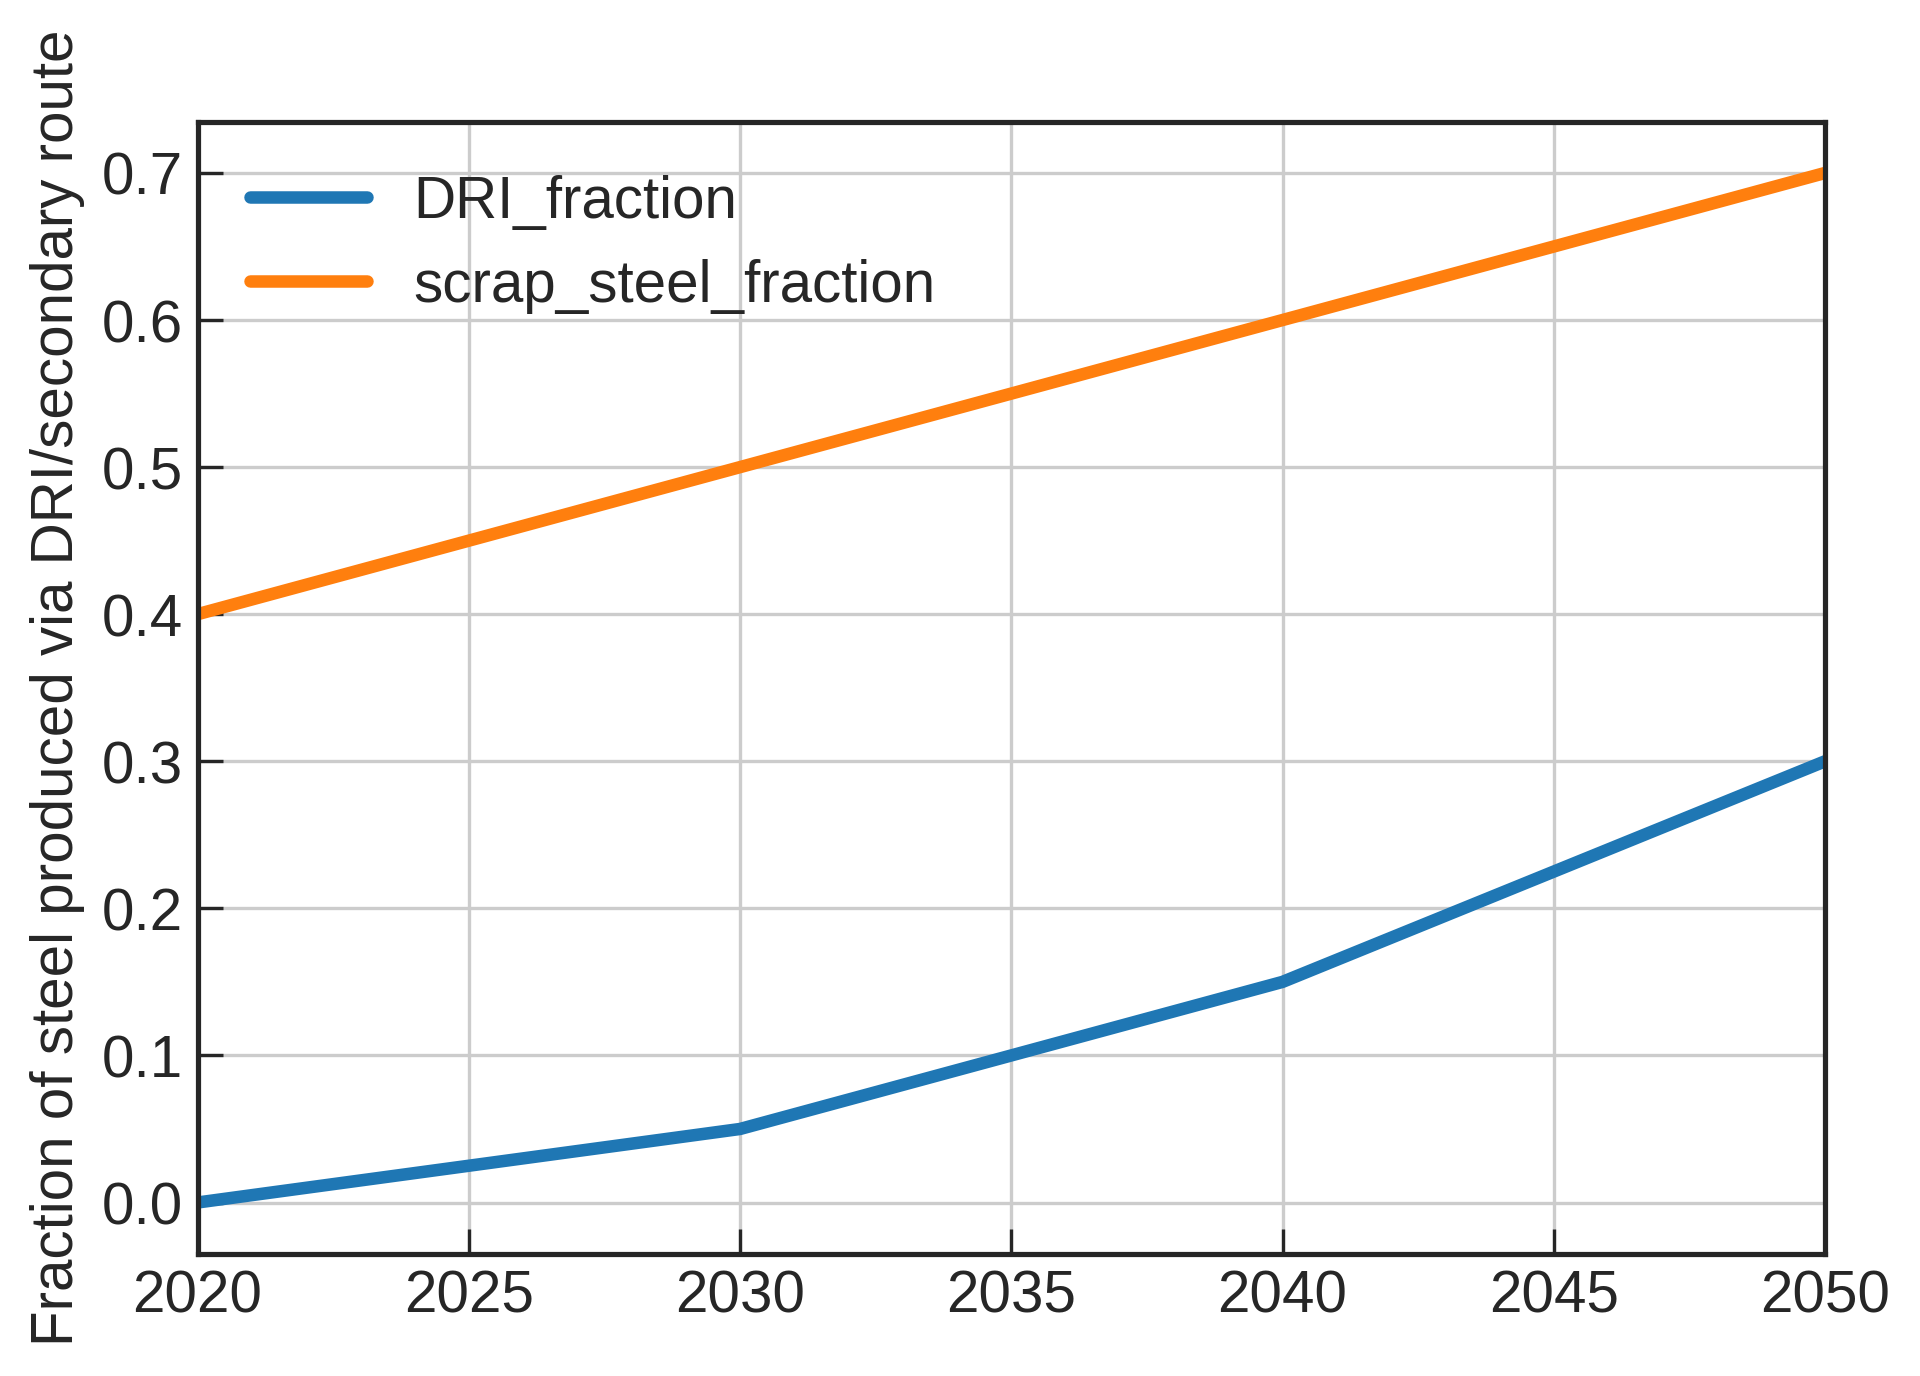 Fraction of steel produced via DRI/secondary route
0.7
0.6
0.5
0.4
0.3
0.2
0.1
0.0
DRI_fraction
scrap_steel_fraction
2020 2025 2030 2035 2040 2045 2050